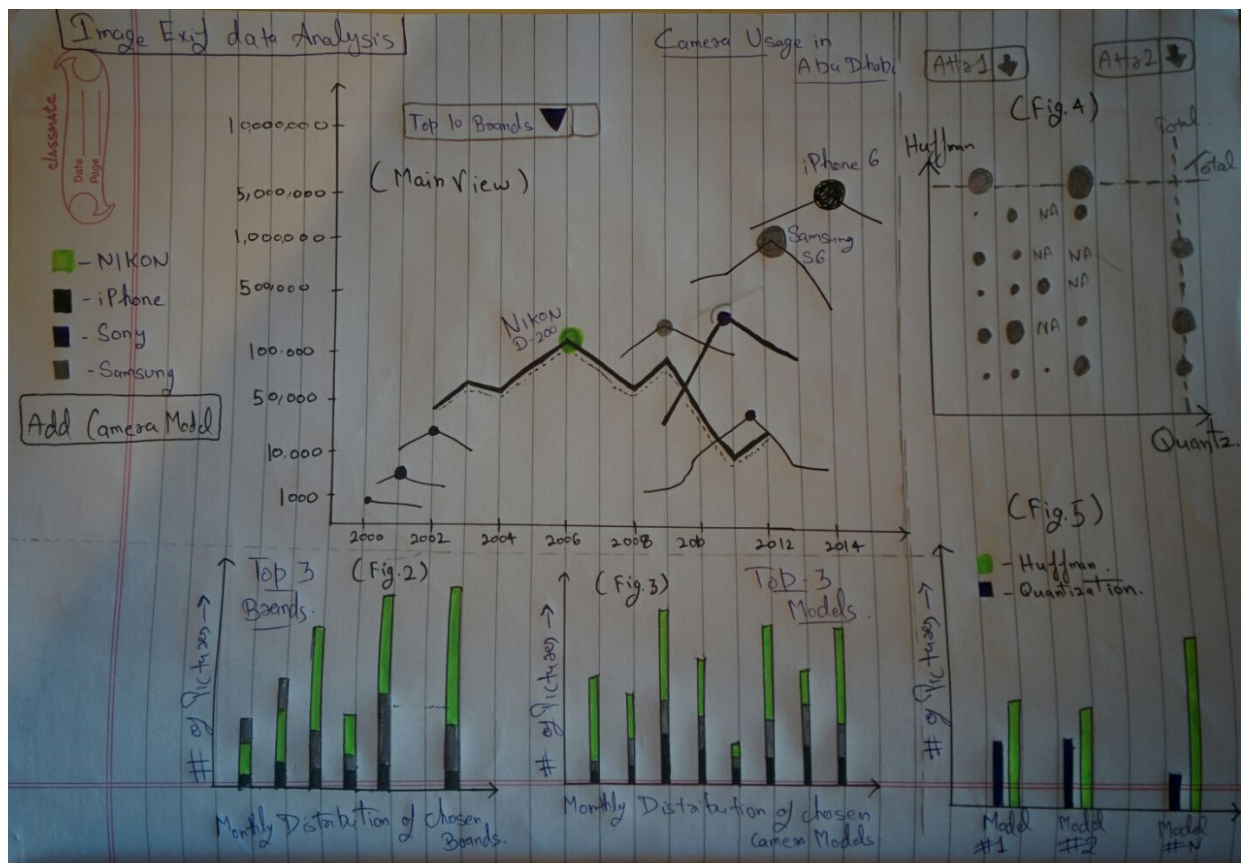 Image Exif data Analysis
Camera Usage in
Abu Dhabi
classmate
Date
Page
NIKON
iPhone
Sony
Samsung
Add Camera Model
Top 10 Brands
(Main View)
10,000,000
5,000,000
1,000,000
500,000
100.000
50,000
10.000
1000
iPhone 6
Samsung
S6
NIKON
D-200
2000 2002 2004 2006 2008 2010 2012 2014
Attr1
Attr2
(Fig.4)
Huffman
Total.
Total
NA
NA NA
NA
NA
Quantz.
Top 3
Brands.
(Fig.2)
# of Pictures
Monthly Distribution of Chosen
Brands.
(Fig.3)
Top-3
Models.
# of Pictures
Monthly Distribution of chosen
Camera Models
(Fig.5)
- Huffman.
- Quantization.
# of Pictures
Model
#1
Model
#2
Model
#N